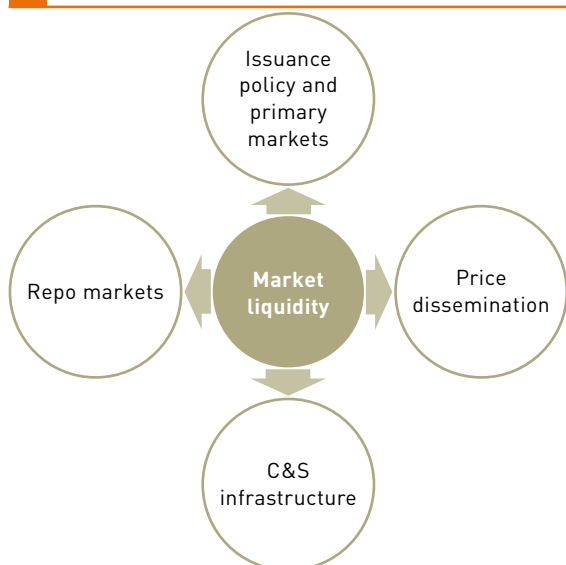 Issuance
policy and
primary
markets
Repo markets
Market
liquidity
Price
dissemination
C&S
infrastructure